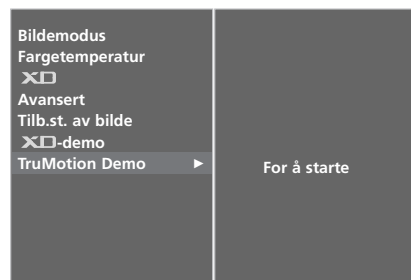 Bildemodus
Fargetemperatur
XD
Avansert
Tilb.st. av bilde
XD-demo
TruMotion Demo ►
For å starte